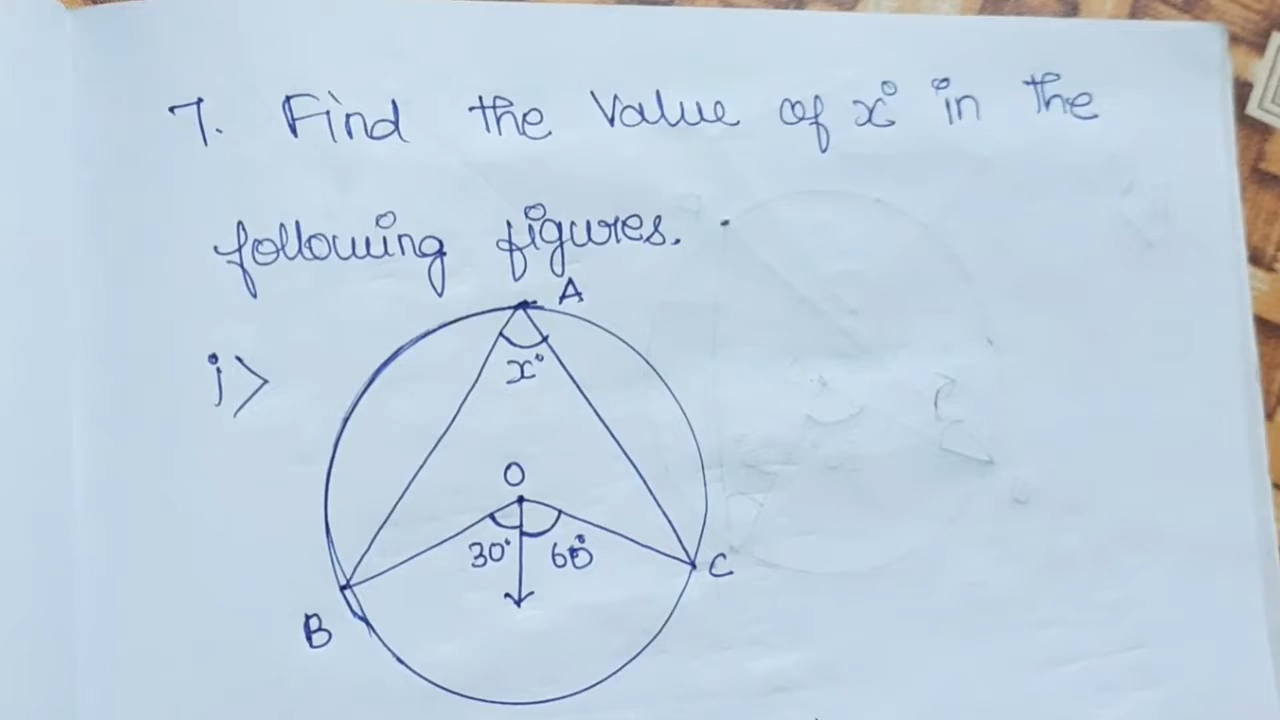 7. Find the Value of x° in the
following figures.
A
i>
x°
O
30° 60°
C
B